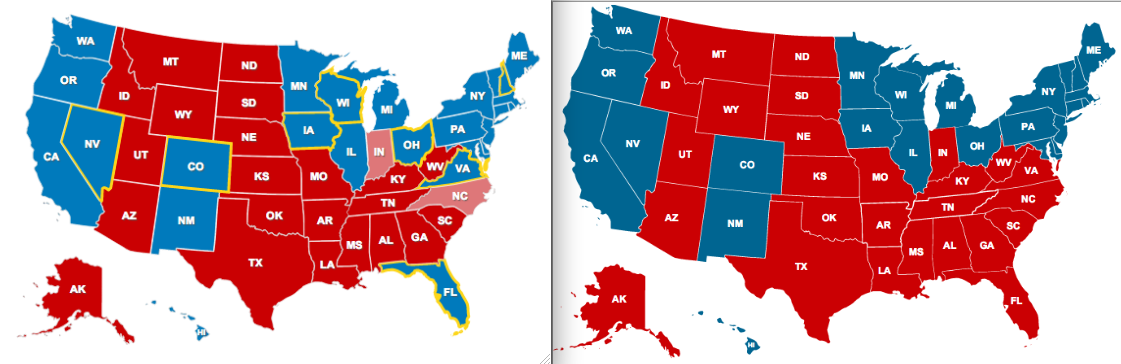 WA
MT
ND
ME
OR
ID
SD
MN
WI
MI
NY
WY
NE
IA
PA
NV
UT
CO
IL
IN
OH
CA
KS
MO
WV
VA
KY
AZ
NM
OK
AR
TN
NC
SC
MS
AL
GA
TX
LA
AK
FL
HI
WA
MT
ND
ME
OR
ID
SD
MN
WI
MI
NY
WY
NE
IA
PA
NV
UT
CO
IL
IN
OH
CA
KS
MO
WV
VA
KY
AZ
NM
OK
AR
TN
NC
SC
MS
AL
GA
TX
LA
AK
FL
HI